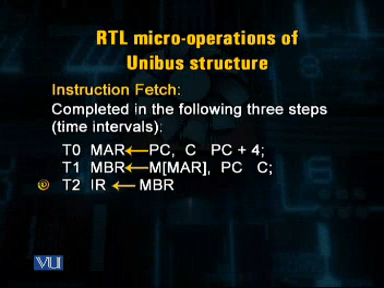 RTL micro-operations of
Unibus structure
Instruction Fetch:
Completed in the following three steps
(time intervals):
T0 MAR←PC, C PC + 4;
T1 MBR←M[MAR], PC C;
T2 IR ← MBR
VU